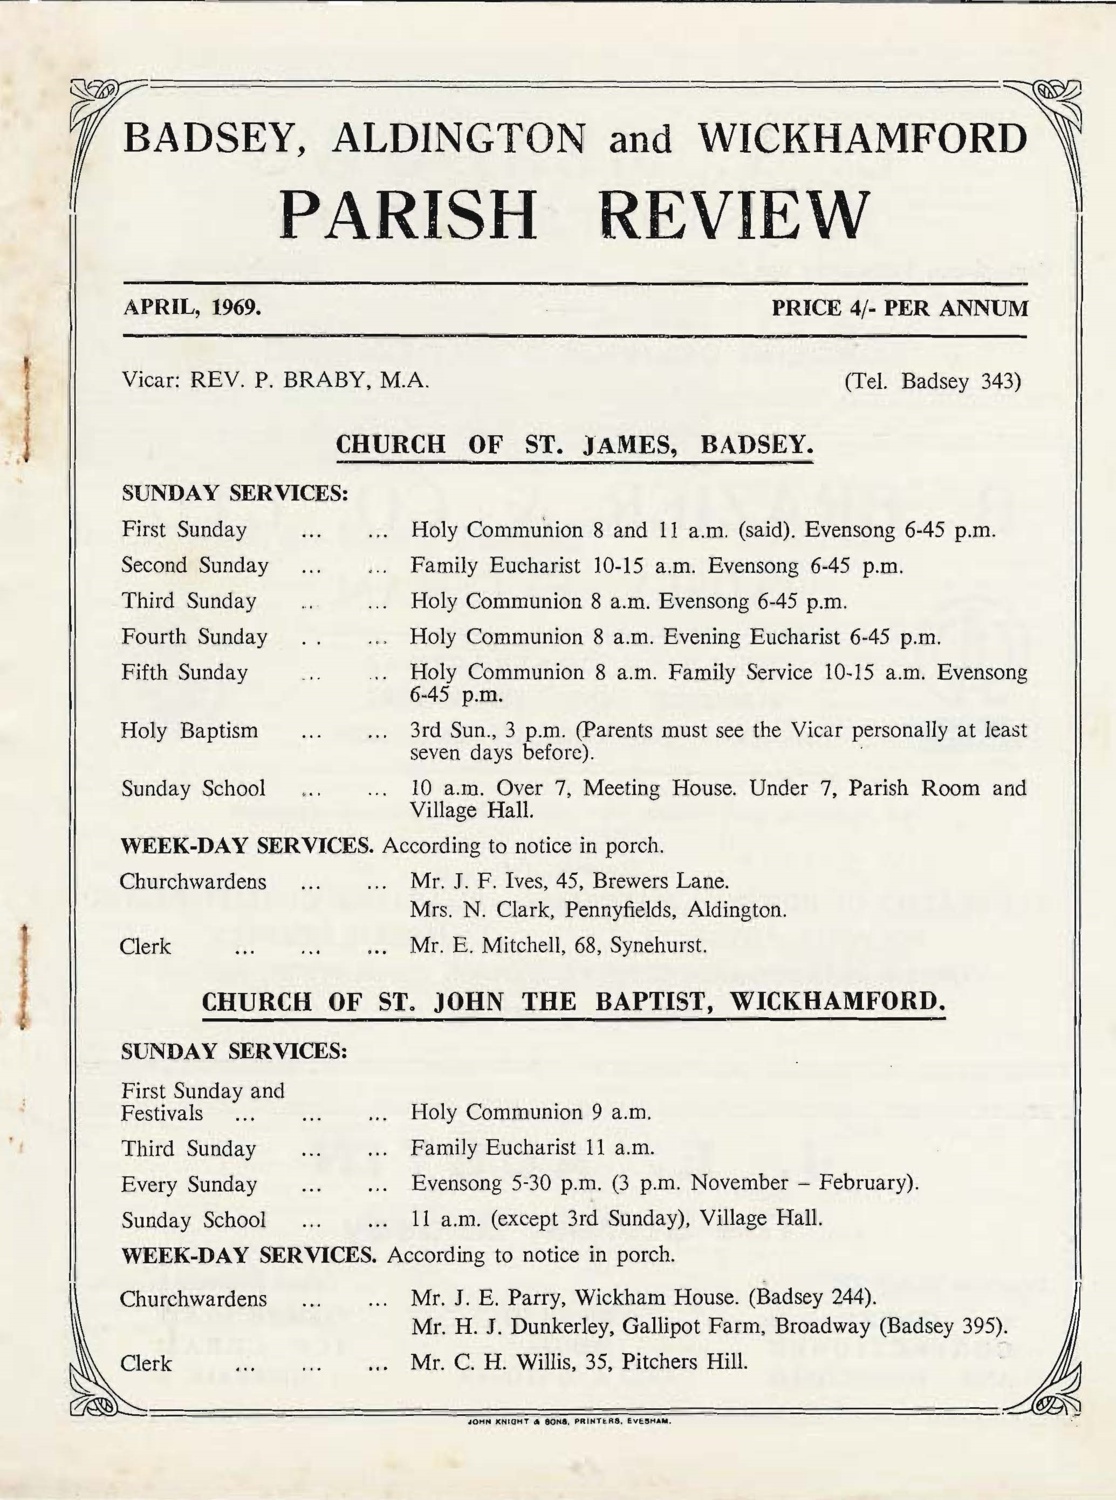 BADSEY, ALDINGTON and WICKHAMFORD
PARISH REVIEW
APRIL, 1969. PRICE 4/- PER ANNUM
Vicar: REV. P. BRABY, M.A. (Tel. Badsey 343)
CHURCH OF ST. JAMES, BADSEY.
SUNDAY SERVICES:
First Sunday ... ... Holy Communion 8 and 11 a.m. (said). Evensong 6-45 p.m.
Second Sunday ... ... Family Eucharist 10-15 a.m. Evensong 6-45 p.m.
Third Sunday .. ... Holy Communion 8 a.m. Evensong 6-45 p.m.
Fourth Sunday . . ... Holy Communion 8 a.m. Evening Eucharist 6-45 p.m.
Fifth Sunday ... ... Holy Communion 8 a.m. Family Service 10-15 a.m. Evensong
6-45 p.m.
Holy Baptism ... ... 3rd Sun., 3 p.m. (Parents must see the Vicar personally at least
seven days before).
Sunday School ... ... 10 a.m. Over 7, Meeting House. Under 7, Parish Room and
Village Hall.
WEEK-DAY SERVICES. According to notice in porch.
Churchwardens ... ... Mr. J. F. Ives, 45, Brewers Lane.
Mrs. N. Clark, Pennyfields, Aldington.
Clerk ... ... ... Mr. E. Mitchell, 68, Synehurst.
CHURCH OF ST. JOHN THE BAPTIST, WICKHAMFORD.
SUNDAY SERVICES:
First Sunday and
Festivals ... ... ... Holy Communion 9 a.m.
Third Sunday ... ... Family Eucharist 11 a.m.
Every Sunday ... ... Evensong 5-30 p.m. (3 p.m. November – February).
Sunday School ... ... 11 a.m. (except 3rd Sunday), Village Hall.
WEEK-DAY SERVICES. According to notice in porch.
Churchwardens ... ... Mr. J. E. Parry, Wickham House. (Badsey 244).
Mr. H. J. Dunkerley, Gallipot Farm, Broadway (Badsey 395).
Clerk ... ... ... Mr. C. H. Willis, 35, Pitchers Hill.
JOHN KNIGHT & SONS, PRINTERS, EVESHAM.